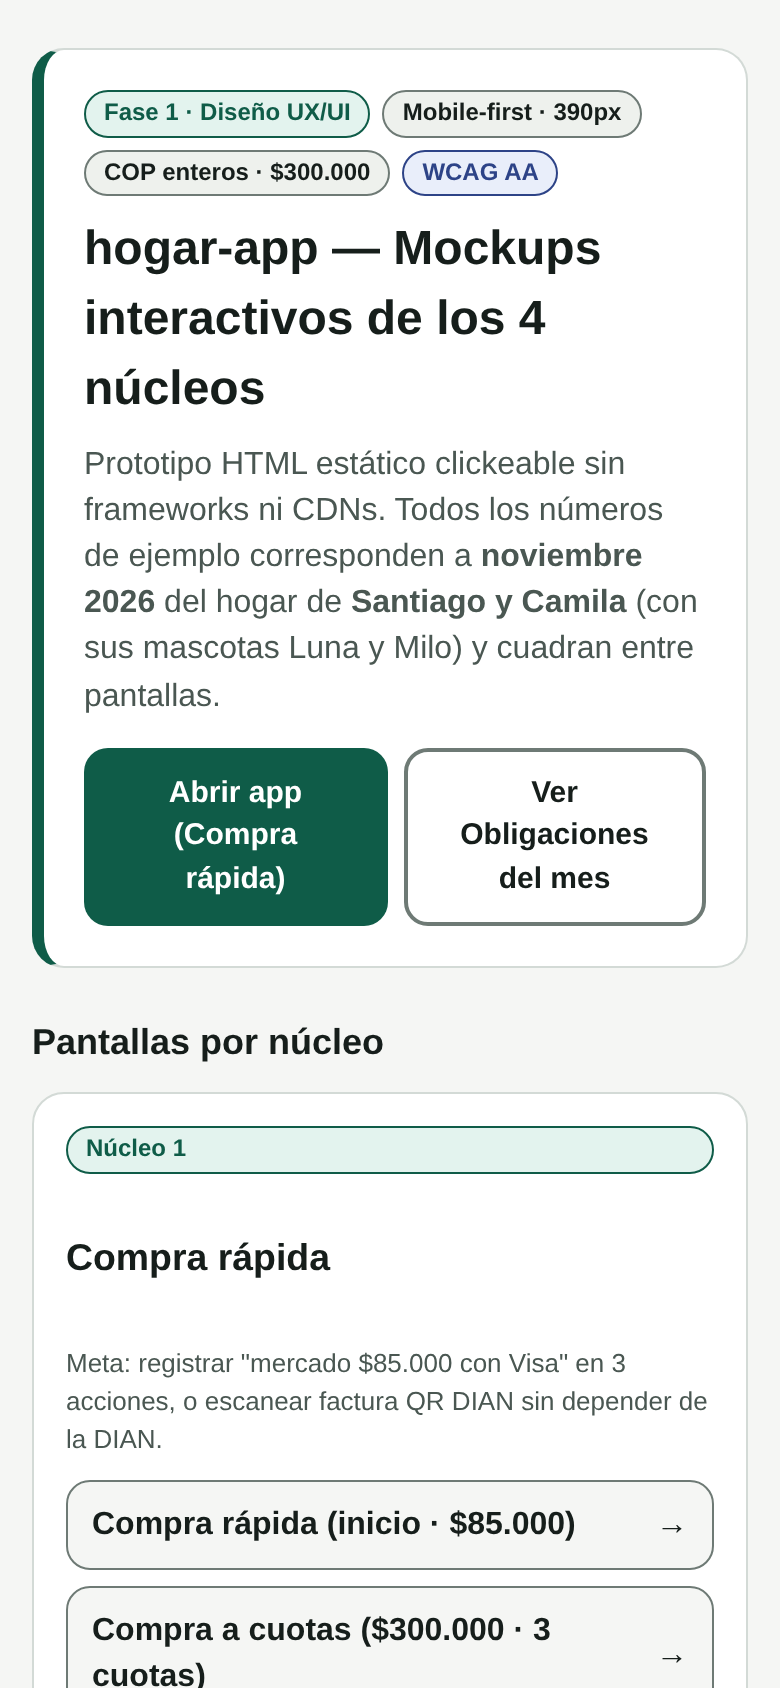 Fase 1 · Diseño UX/UI
Mobile-first · 390px
COP enteros · $300.000
WCAG AA
hogar-app — Mockups
interactivos de los 4
núcleos
Prototipo HTML estático clickeable sin
frameworks ni CDNs. Todos los números
de ejemplo corresponden a noviembre
2026 del hogar de Santiago y Camila (con
sus mascotas Luna y Milo) y cuadran entre
pantallas.
Abrir app
(Compra
rápida)
Ver
Obligaciones
del mes
Pantallas por núcleo
Núcleo 1
Compra rápida
Meta: registrar "mercado $85.000 con Visa" en 3
acciones, o escanear factura QR DIAN sin depender de
la DIAN.
Compra rápida (inicio · $85.000) →
Compra a cuotas ($300.000 · 3
cuotas) →